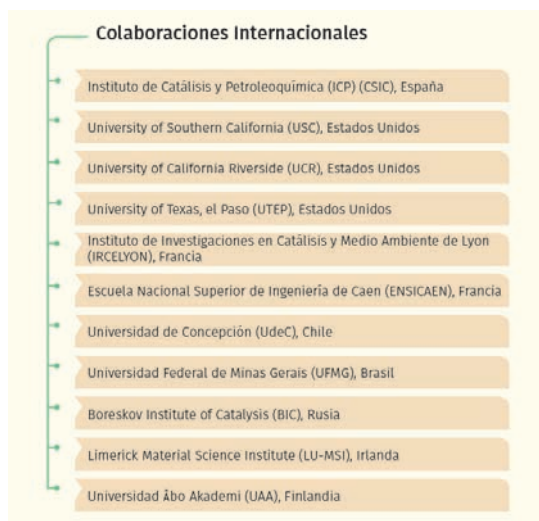 Colaboraciones Internacionales
Instituto de Catálisis y Petroleoquímica (ICP) (CSIC), España
University of Southern California (USC), Estados Unidos
University of California Riverside (UCR), Estados Unidos
University of Texas, el Paso (UTEP), Estados Unidos
Instituto de Investigaciones en Catálisis y Medio Ambiente de Lyon
(IRCELYON), Francia
Escuela Nacional Superior de Ingeniería de Caen (ENSICAEN), Francia
Universidad de Concepción (UdeC), Chile
Universidad Federal de Minas Gerais (UFMG), Brasil
Boreskov Institute of Catalysis (BIC), Rusia
Limerick Material Science Institute (LU-MSI), Irlanda
Universidad Åbo Akademi (UAA), Finlandia